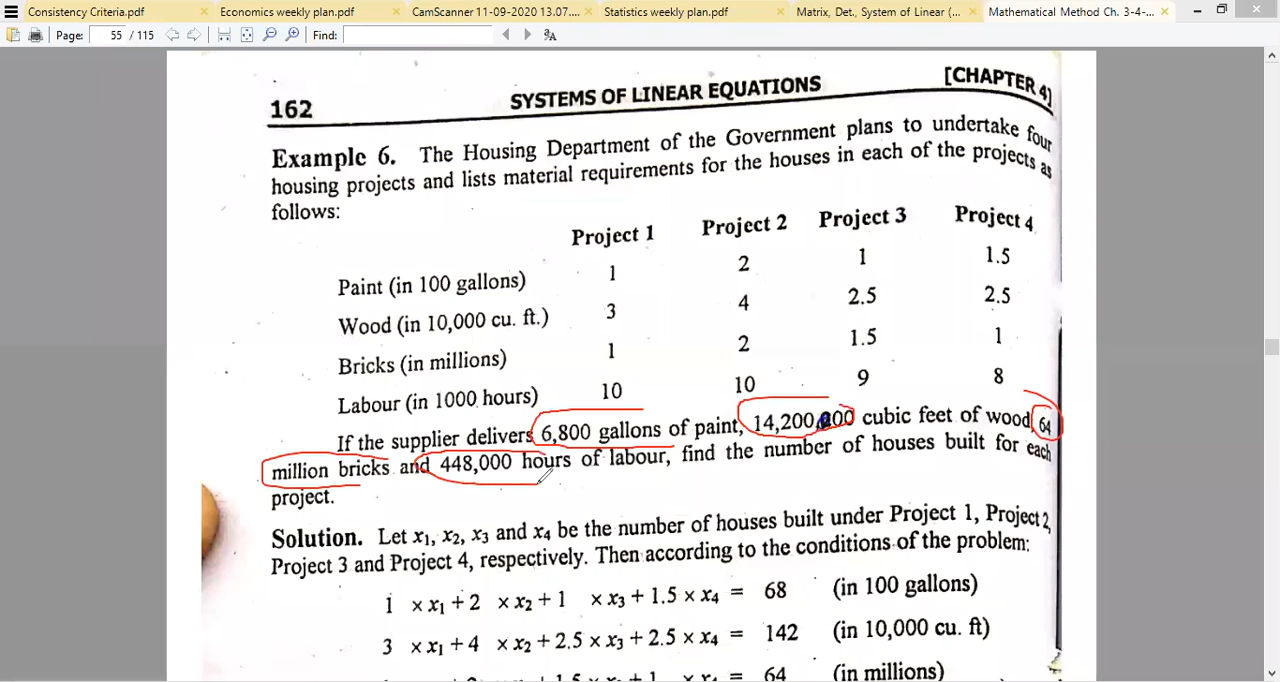 Consistency Criteria.pdf Economics weekly plan.pdf CamScanner 11-09-2020 13.07.... Statistics weekly plan.pdf Matrix, Det., System of Linear (... Mathematical Method Ch. 3-4-...
Page: 55 / 115 Find:
162 SYSTEMS OF LINEAR EQUATIONS [CHAPTER 4]
Example 6. The Housing Department of the Government plans to undertake four
housing projects and lists material requirements for the houses in each of the projects as
follows:
Project 1 Project 2 Project 3 Project 4
Paint (in 100 gallons) 1 2 1 1.5
Wood (in 10,000 cu. ft.) 3 4 2.5 2.5
Bricks (in millions) 1 2 1.5 1
Labour (in 1000 hours) 10 10 9 8
If the supplier delivers 6,800 gallons of paint, 14,200,000 cubic feet of wood, 64
million bricks and 448,000 hours of labour, find the number of houses built for each
project.
Solution. Let x₁, x₂, x₃ and x₄ be the number of houses built under Project 1, Project 2,
Project 3 and Project 4, respectively. Then according to the conditions of the problem:
1 × x₁ + 2 × x₂ + 1 × x₃ + 1.5 × x₄ = 68 (in 100 gallons)
3 × x₁ + 4 × x₂ + 2.5 × x₃ + 2.5 × x₄ = 142 (in 10,000 cu. ft)
= 64 (in millions)